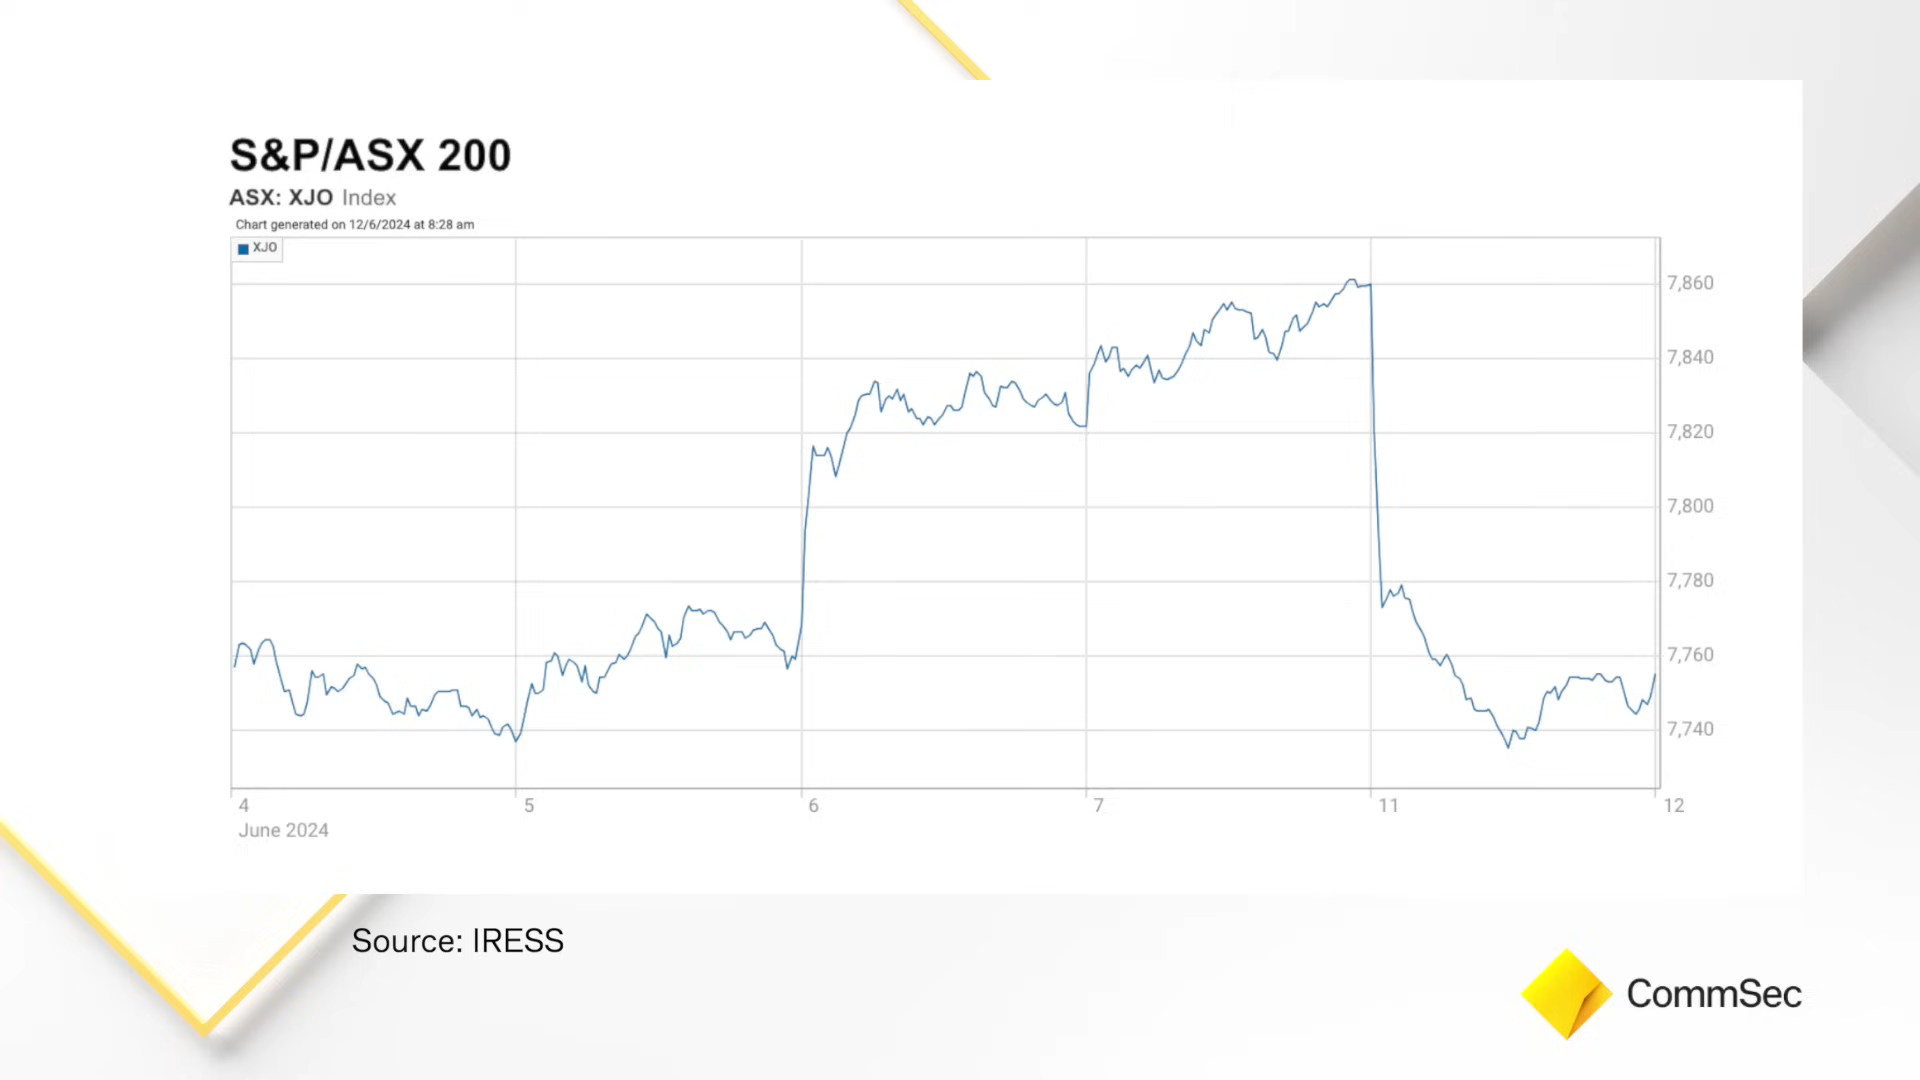 S&P/ASX 200
ASX: XJO Index
Chart generated on 12/6/2024 at 8:28 am
XJO
7,860
7,840
7,820
7,800
7,780
7,760
7,740
4 5 6 7 11 12
June 2024
Source: IRESS
CommSec